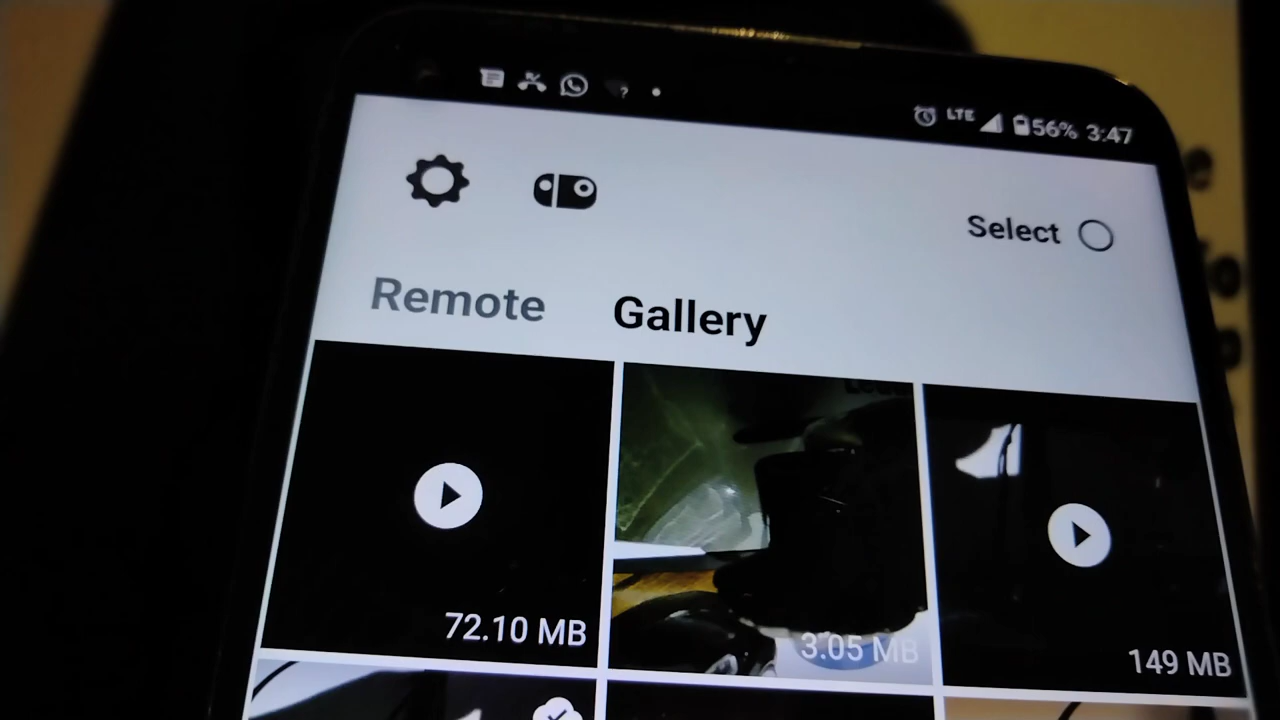 LTE 56% 3:47
Select
Remote Gallery
72.10 MB
3.05 MB
149 MB